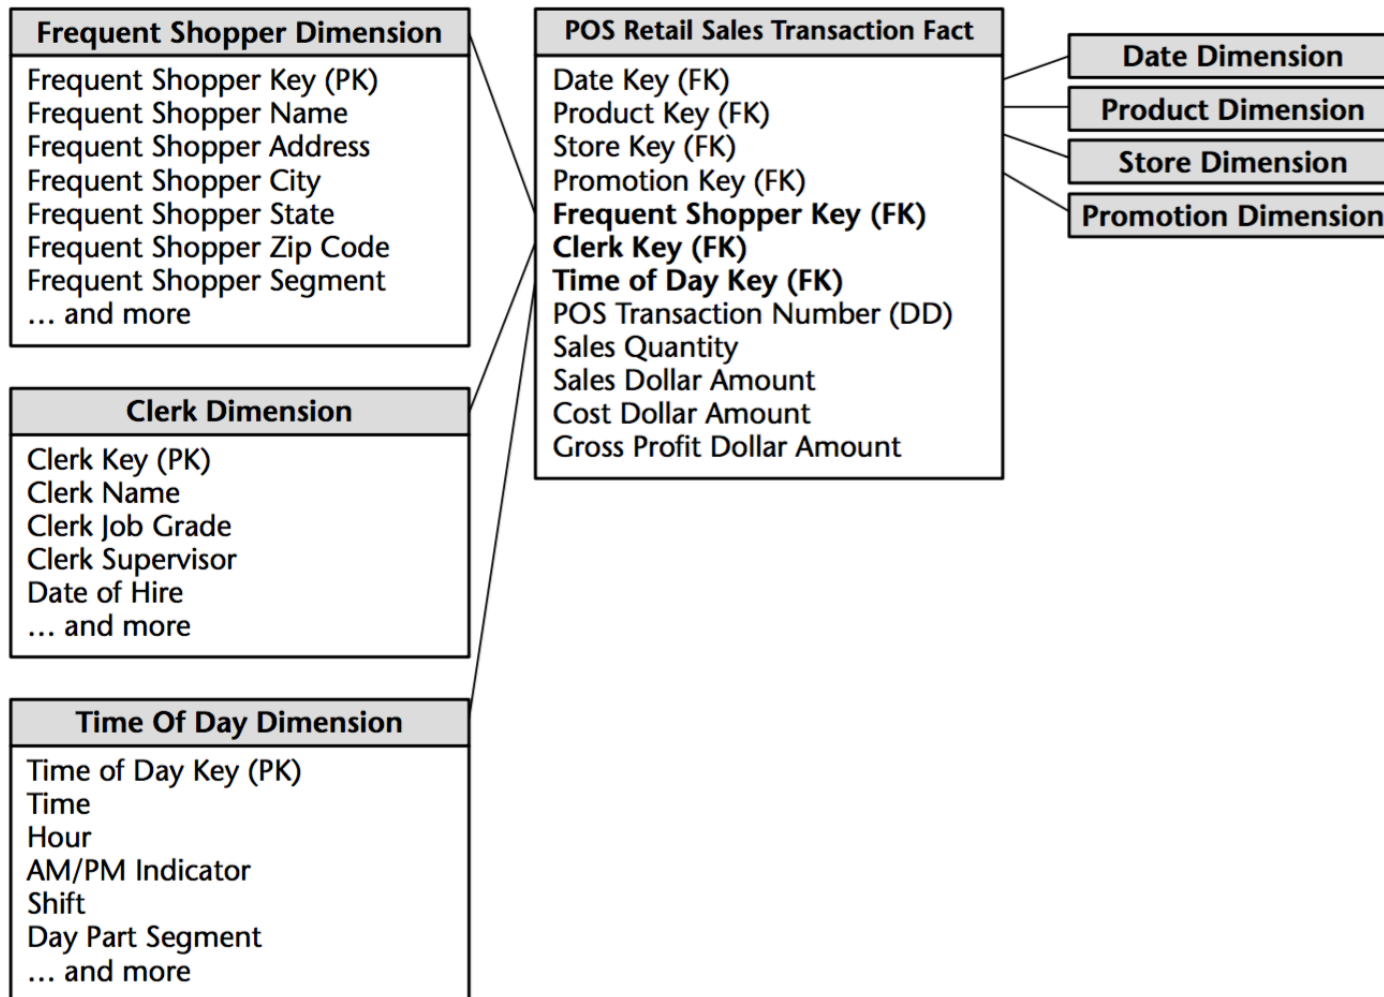 Frequent Shopper Dimension
Frequent Shopper Key (PK)
Frequent Shopper Name
Frequent Shopper Address
Frequent Shopper City
Frequent Shopper State
Frequent Shopper Zip Code
Frequent Shopper Segment
... and more
Clerk Dimension
Clerk Key (PK)
Clerk Name
Clerk Job Grade
Clerk Supervisor
Date of Hire
... and more
Time Of Day Dimension
Time of Day Key (PK)
Time
Hour
AM/PM Indicator
Shift
Day Part Segment
... and more
POS Retail Sales Transaction Fact
Date Key (FK)
Product Key (FK)
Store Key (FK)
Promotion Key (FK)
Frequent Shopper Key (FK)
Clerk Key (FK)
Time of Day Key (FK)
POS Transaction Number (DD)
Sales Quantity
Sales Dollar Amount
Cost Dollar Amount
Gross Profit Dollar Amount
Date Dimension
Product Dimension
Store Dimension
Promotion Dimension